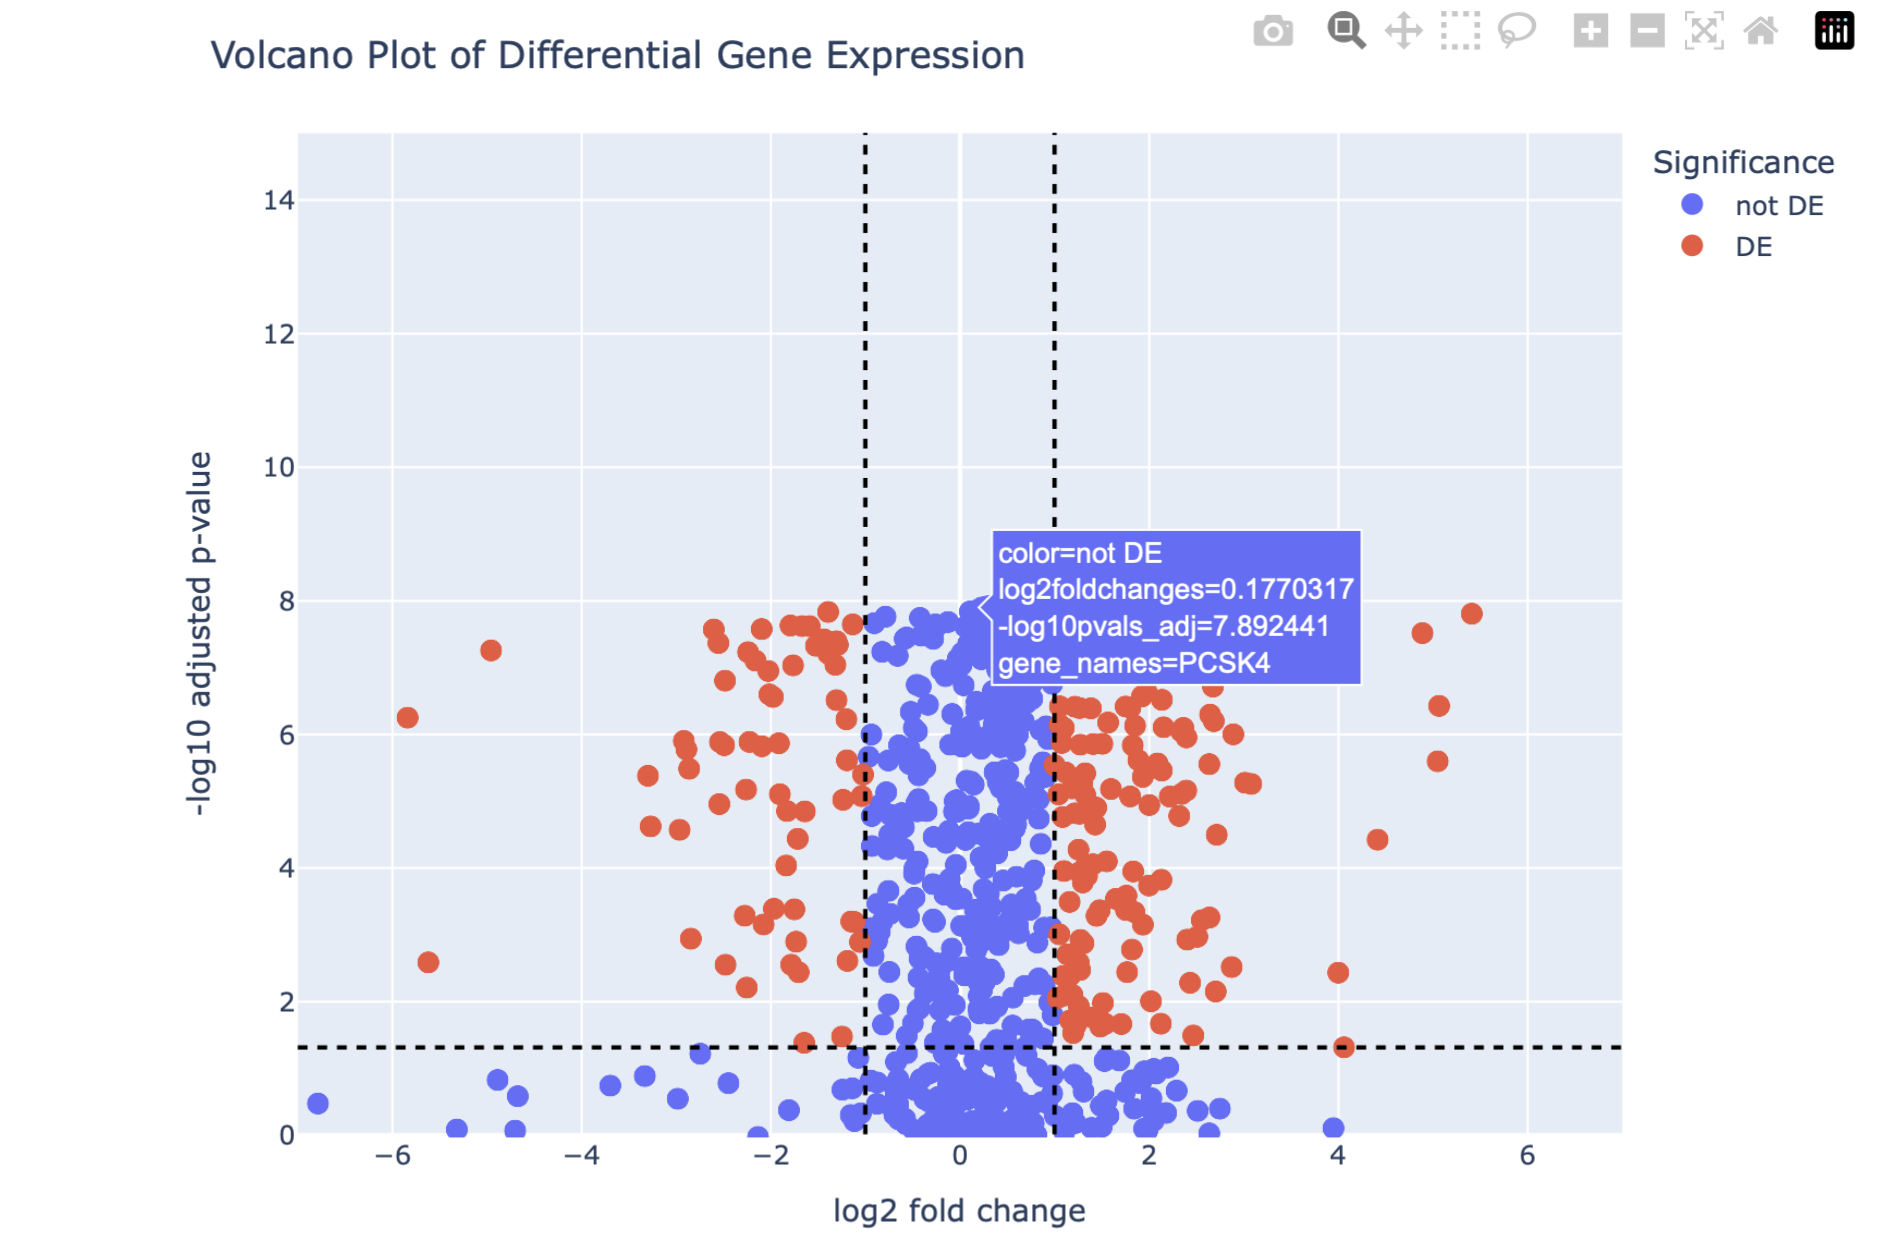 Volcano Plot of Differential Gene Expression
Significance
not DE
DE
14
12
10
8
6
4
2
0
-log10 adjusted p-value
color=not DE
log2foldchanges=0.1770317
-log10pvals_adj=7.892441
gene_names=PCSK4
−6 −4 −2 0 2 4 6
log2 fold change